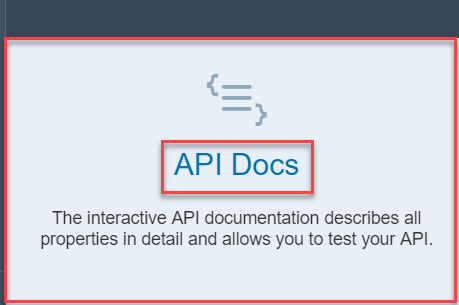 API Docs
The interactive API documentation describes all
properties in detail and allows you to test your API.